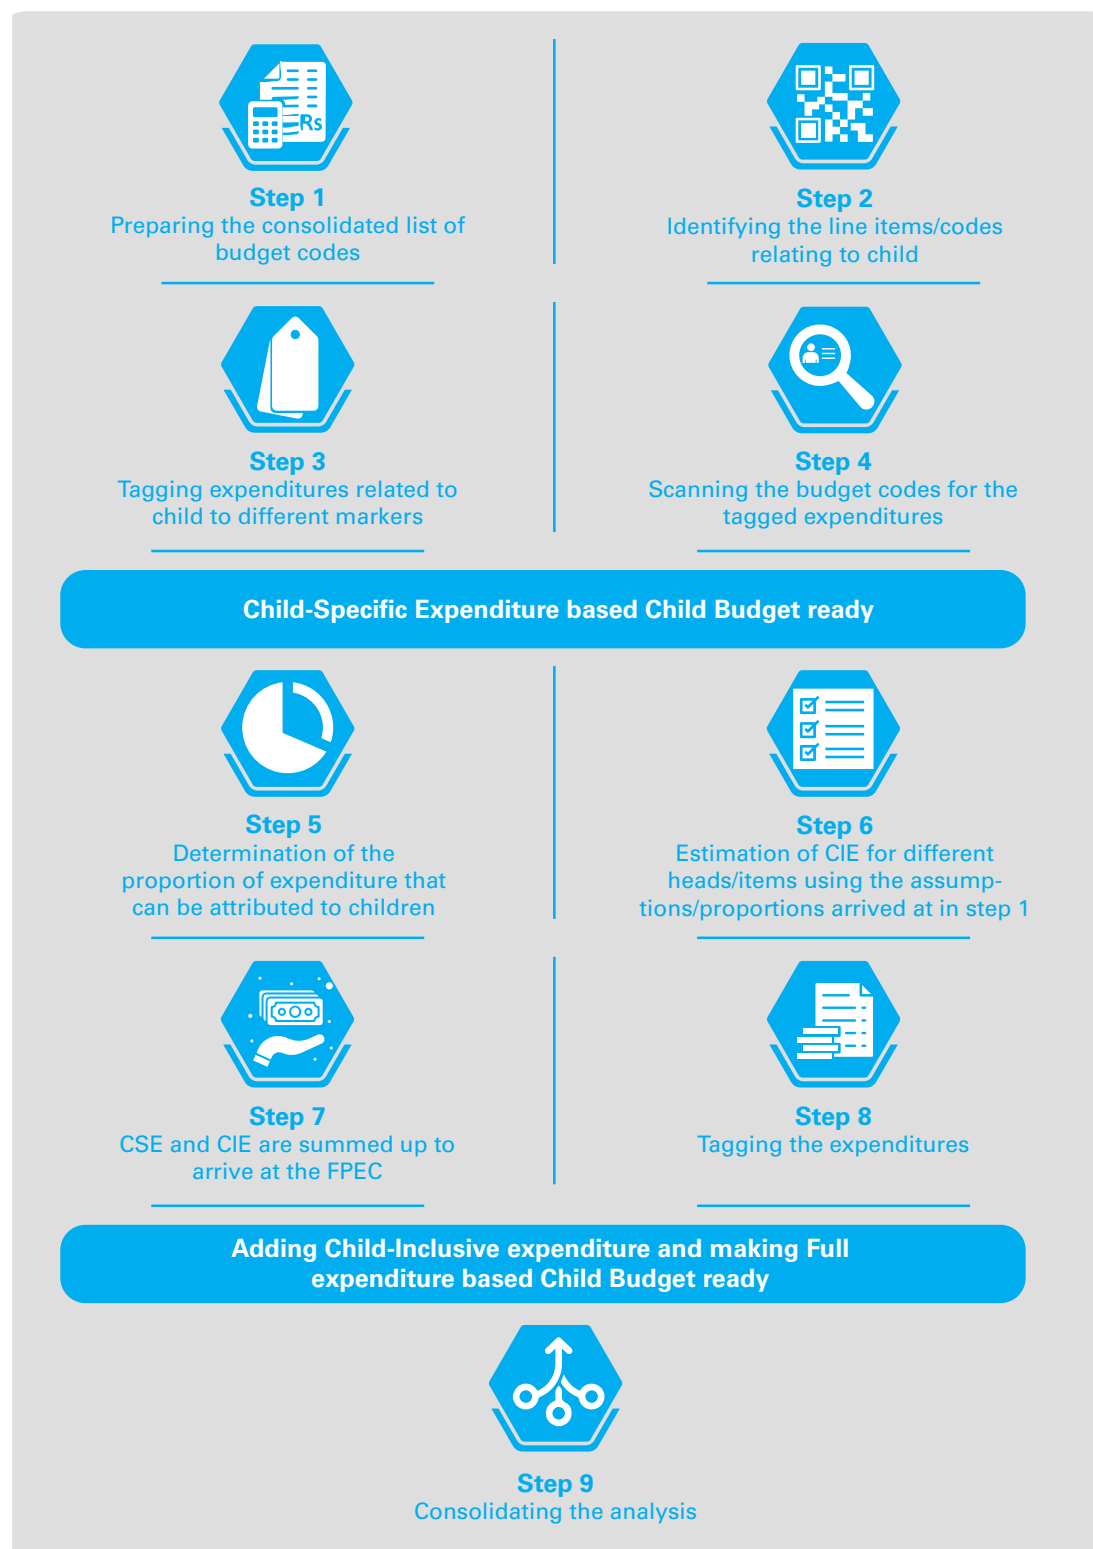 Rs
Step 1
Preparing the consolidated list of
budget codes
Step 2
Identifying the line items/codes
relating to child
Step 3
Tagging expenditures related to
child to different markers
Step 4
Scanning the budget codes for the
tagged expenditures
Child-Specific Expenditure based Child Budget ready
Step 5
Determination of the
proportion of expenditure that
can be attributed to children
Step 6
Estimation of CIE for different
heads/items using the assump-
tions/proportions arrived at in step 1
Step 7
CSE and CIE are summed up to
arrive at the FPEC
Step 8
Tagging the expenditures
Adding Child-Inclusive expenditure and making Full
expenditure based Child Budget ready
Step 9
Consolidating the analysis